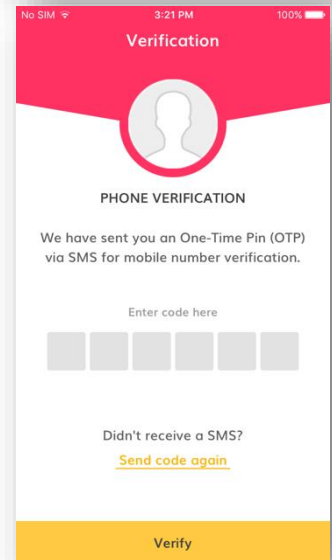 No SIM 3:21 PM 100%
Verification
PHONE VERIFICATION
We have sent you an One-Time Pin (OTP)
via SMS for mobile number verification.
Enter code here
Didn't receive a SMS?
Send code again
Verify